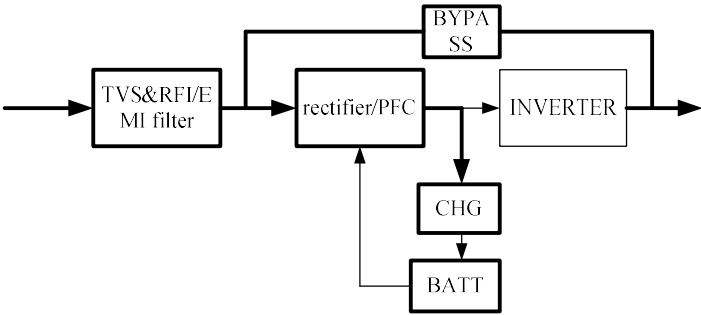 BYPA
SS
TVS&RFI/E
MI filter
rectifier/PFC
INVERTER
CHG
BATT